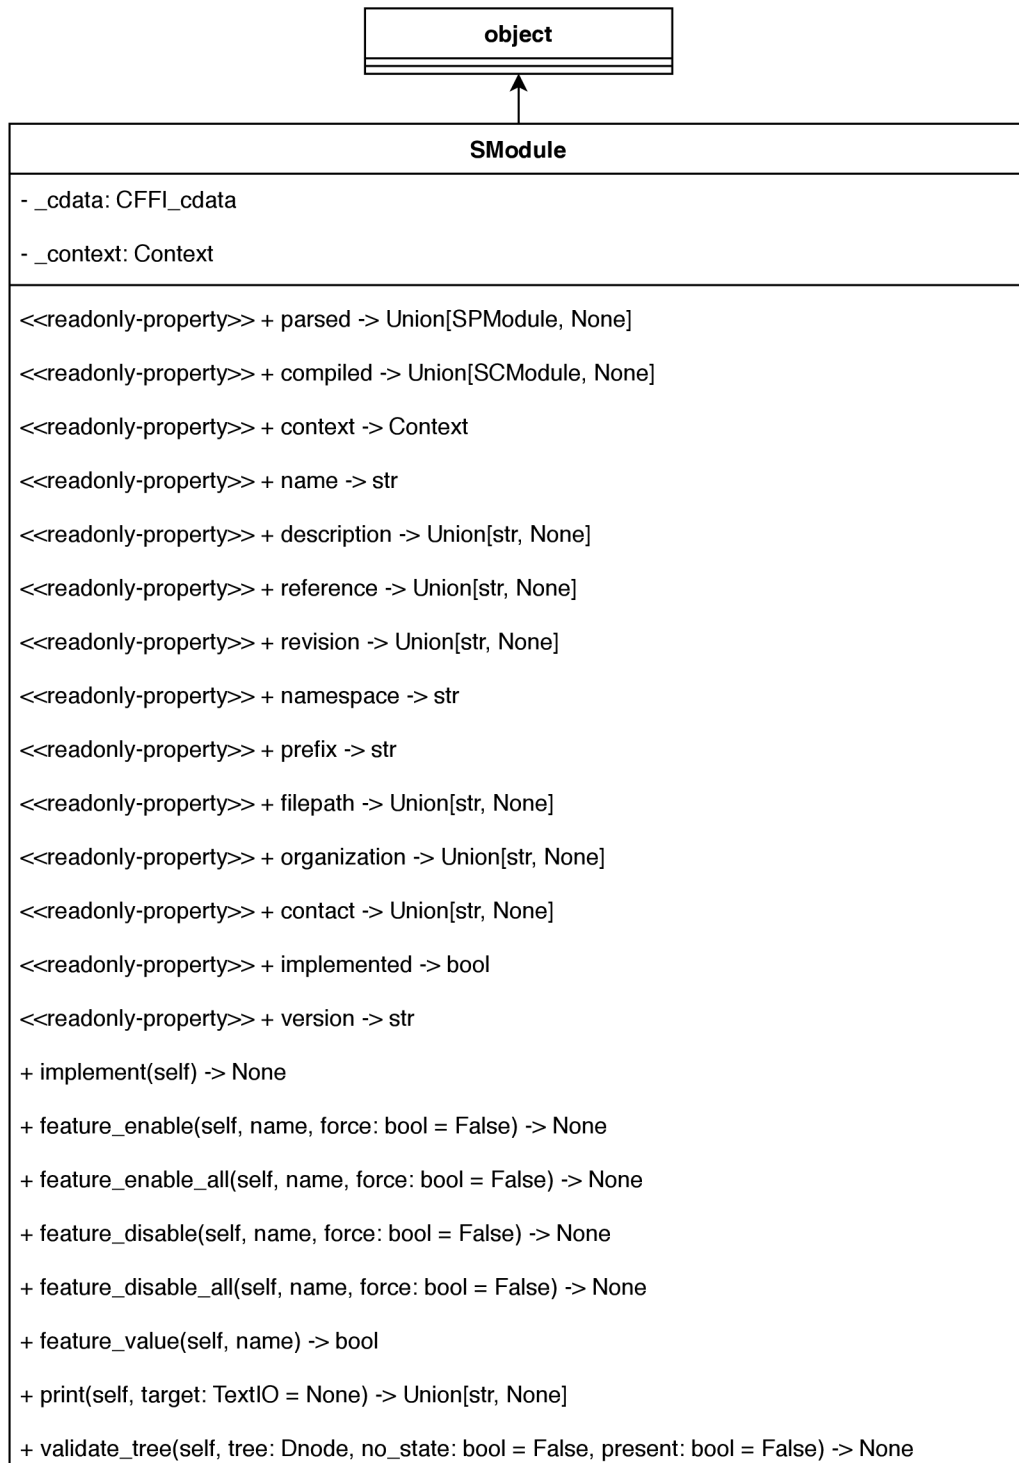 object
SModule
- _cdata: CFFI_cdata
- _context: Context
<<readonly-property>> + parsed -> Union[SPModule, None]
<<readonly-property>> + compiled -> Union[SCModule, None]
<<readonly-property>> + context -> Context
<<readonly-property>> + name -> str
<<readonly-property>> + description -> Union[str, None]
<<readonly-property>> + reference -> Union[str, None]
<<readonly-property>> + revision -> Union[str, None]
<<readonly-property>> + namespace -> str
<<readonly-property>> + prefix -> str
<<readonly-property>> + filepath -> Union[str, None]
<<readonly-property>> + organization -> Union[str, None]
<<readonly-property>> + contact -> Union[str, None]
<<readonly-property>> + implemented -> bool
<<readonly-property>> + version -> str
+ implement(self) -> None
+ feature_enable(self, name, force: bool = False) -> None
+ feature_enable_all(self, name, force: bool = False) -> None
+ feature_disable(self, name, force: bool = False) -> None
+ feature_disable_all(self, name, force: bool = False) -> None
+ feature_value(self, name) -> bool
+ print(self, target: TextIO = None) -> Union[str, None]
+ validate_tree(self, tree: Dnode, no_state: bool = False, present: bool = False) -> None